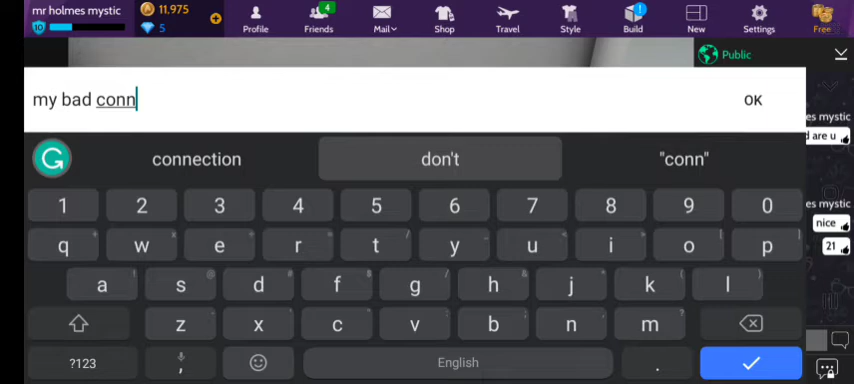 mr holmes mystic
10
11,975
5
Profile
4
Friends
Mail
Shop
Travel
Style
!
Build
New
Settings
Free
Public
my bad conn
OK
es mystic
d are u
G
connection
don't
"conn"
1 2 3 4 5 6 7 8 9 0
es mystic
nice
21
q w e r t y u i o p
a s d f g h j k l
z x c v b n m
?123
,
English
.